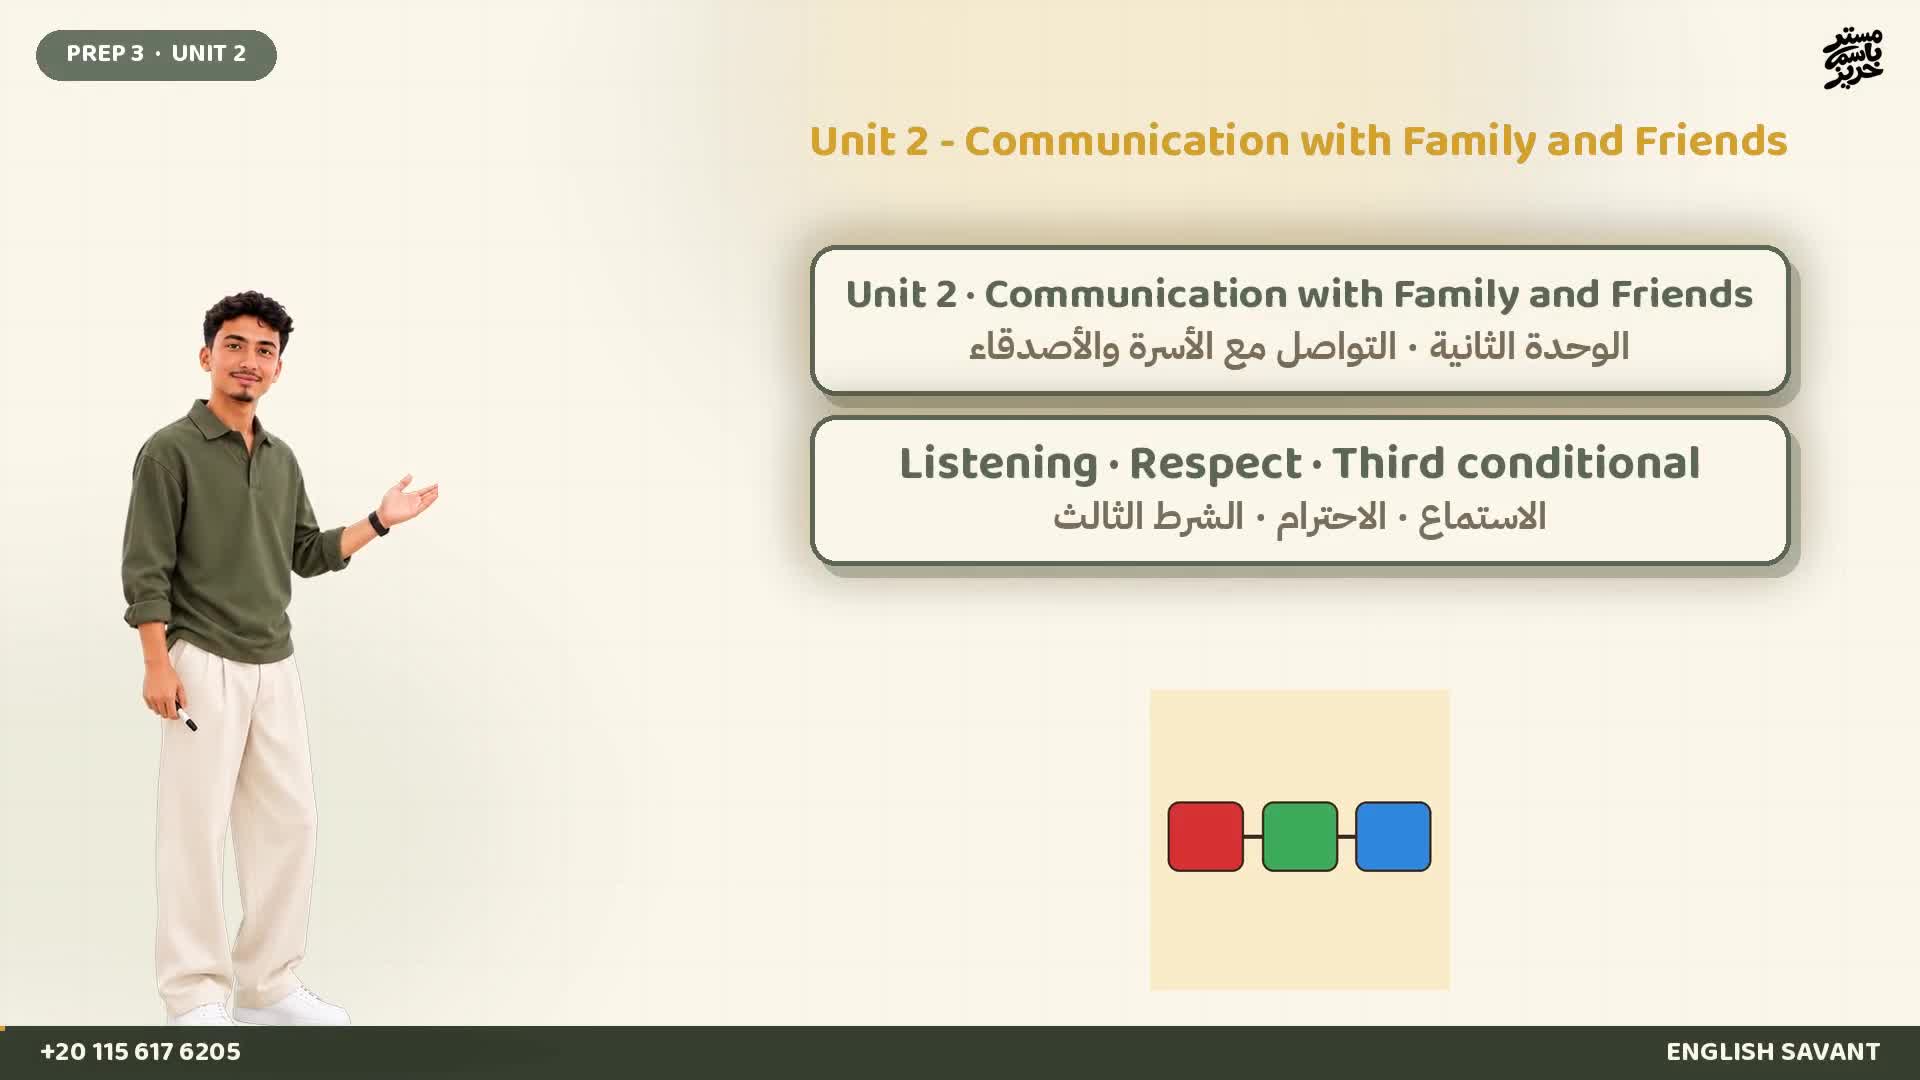 PREP 3 · UNIT 2
مستر
باسم
خريز
Unit 2 - Communication with Family and Friends
Unit 2 · Communication with Family and Friends
الوحدة الثانية · التواصل مع الأسرة والأصدقاء
Listening · Respect · Third conditional
الاستماع · الاحترام · الشرط الثالث
+20 115 617 6205
ENGLISH SAVANT